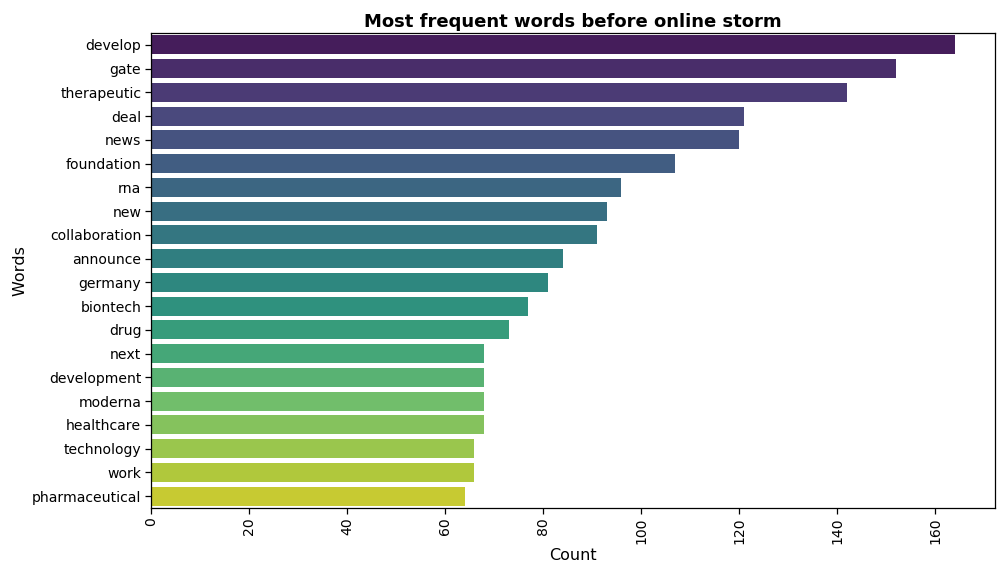 Most frequent words before online storm
develop
gate
therapeutic
deal
news
foundation
rna
new
collaboration
announce
germany
biontech
drug
next
development
moderna
healthcare
technology
work
pharmaceutical
Words
0 20 40 60 80 100 120 140 160
Count